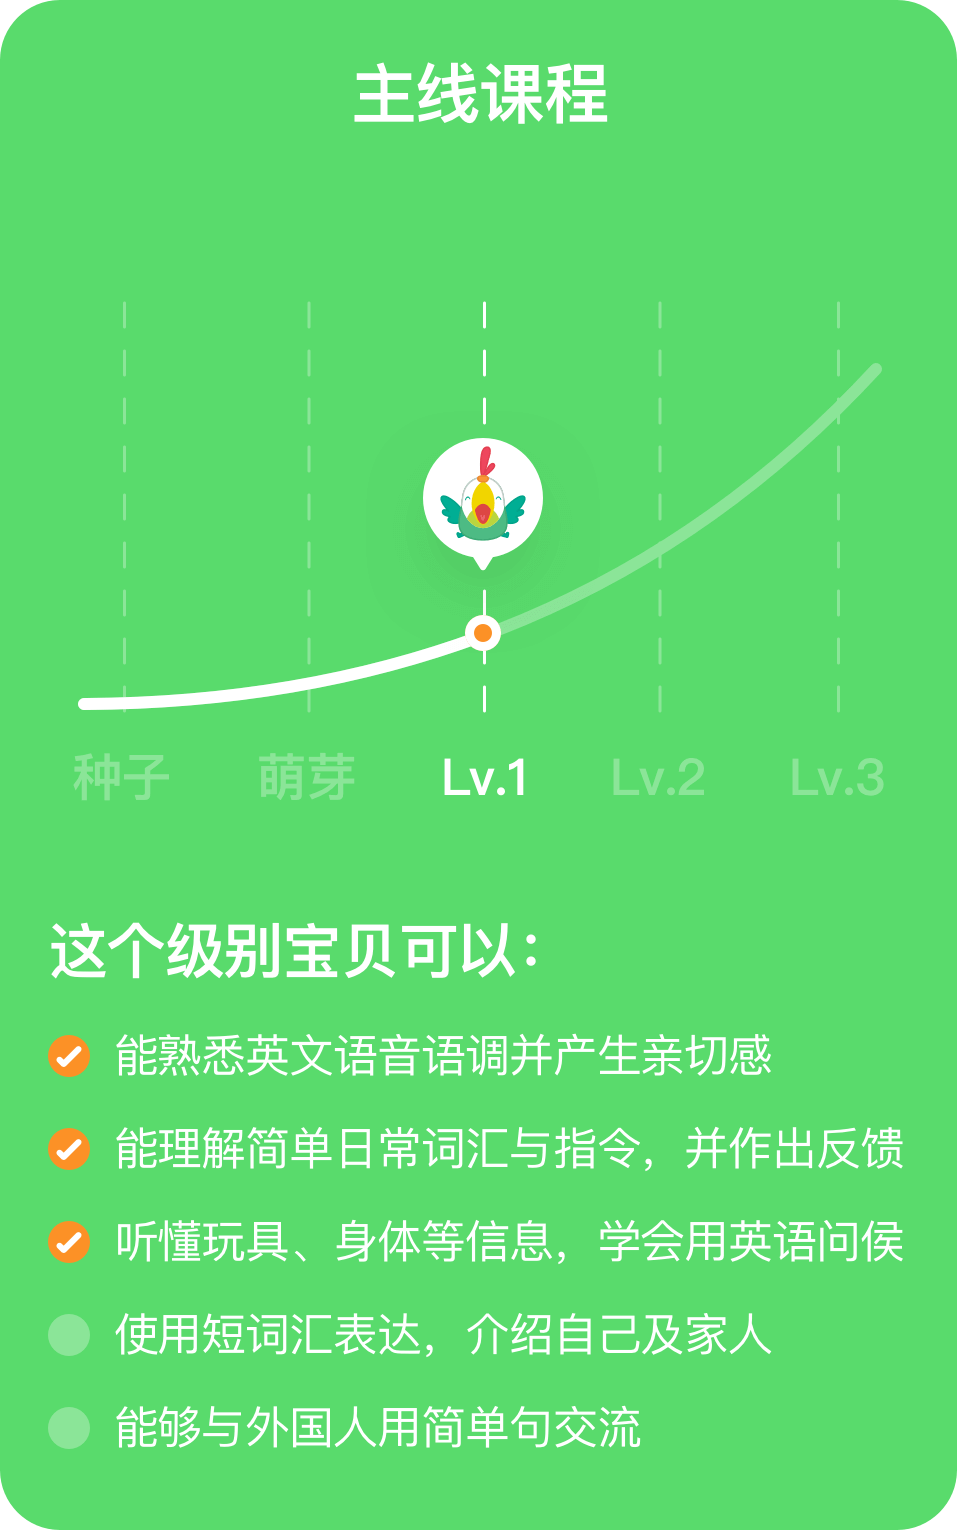 主线课程
种子 萌芽 Lv.1 Lv.2 Lv.3
这个级别宝贝可以：
能熟悉英文语音语调并产生亲切感
能理解简单日常词汇与指令，并作出反馈
听懂玩具、身体等信息，学会用英语问侯
使用短词汇表达，介绍自己及家人
能够与外国人用简单句交流